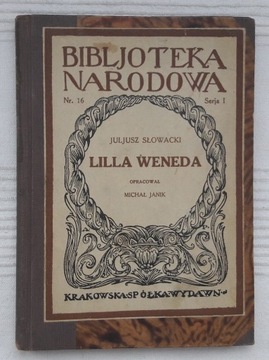 BIBLJOTEKA
NARODOWA
Nr. 16 Serja I
JULJUSZ SŁOWACKI
LILLA WENEDA
OPRACOWAŁ
MICHAŁ JANIK
KRAKOWSKA·SPÓŁKA·WYDAWN·